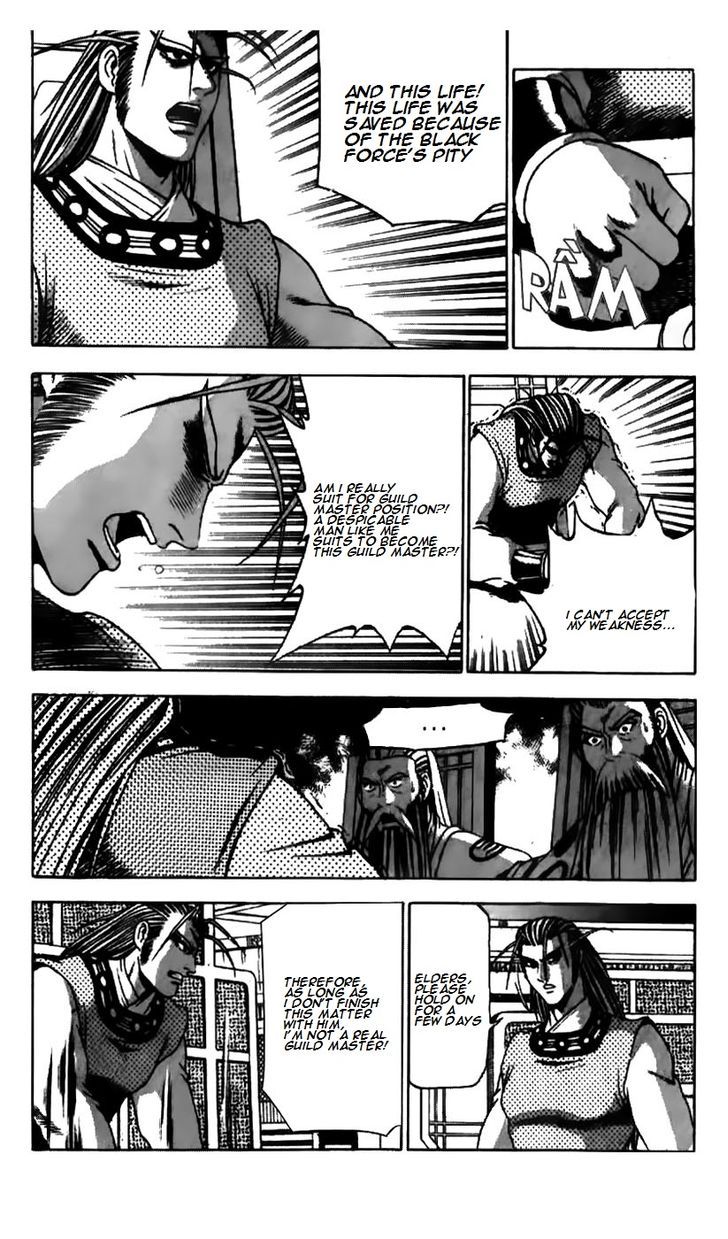 RẦM
AND THIS LIFE!
THIS LIFE WAS
SAVED BECAUSE
OF THE BLACK
FORCE'S PITY
I CAN'T ACCEPT
MY WEAKNESS...
AM I REALLY
SUIT FOR GUILD
MASTER POSITION?!
A DESPICABLE
MAN LIKE ME
SUITS TO BECOME
THIS GUILD MASTER?!
...
ELDERS,
PLEASE
HOLD ON
FOR A
FEW DAYS
THEREFORE,
AS LONG AS
I DON'T FINISH
THIS MATTER
WITH HIM,
I'M NOT A REAL
GUILD MASTER!